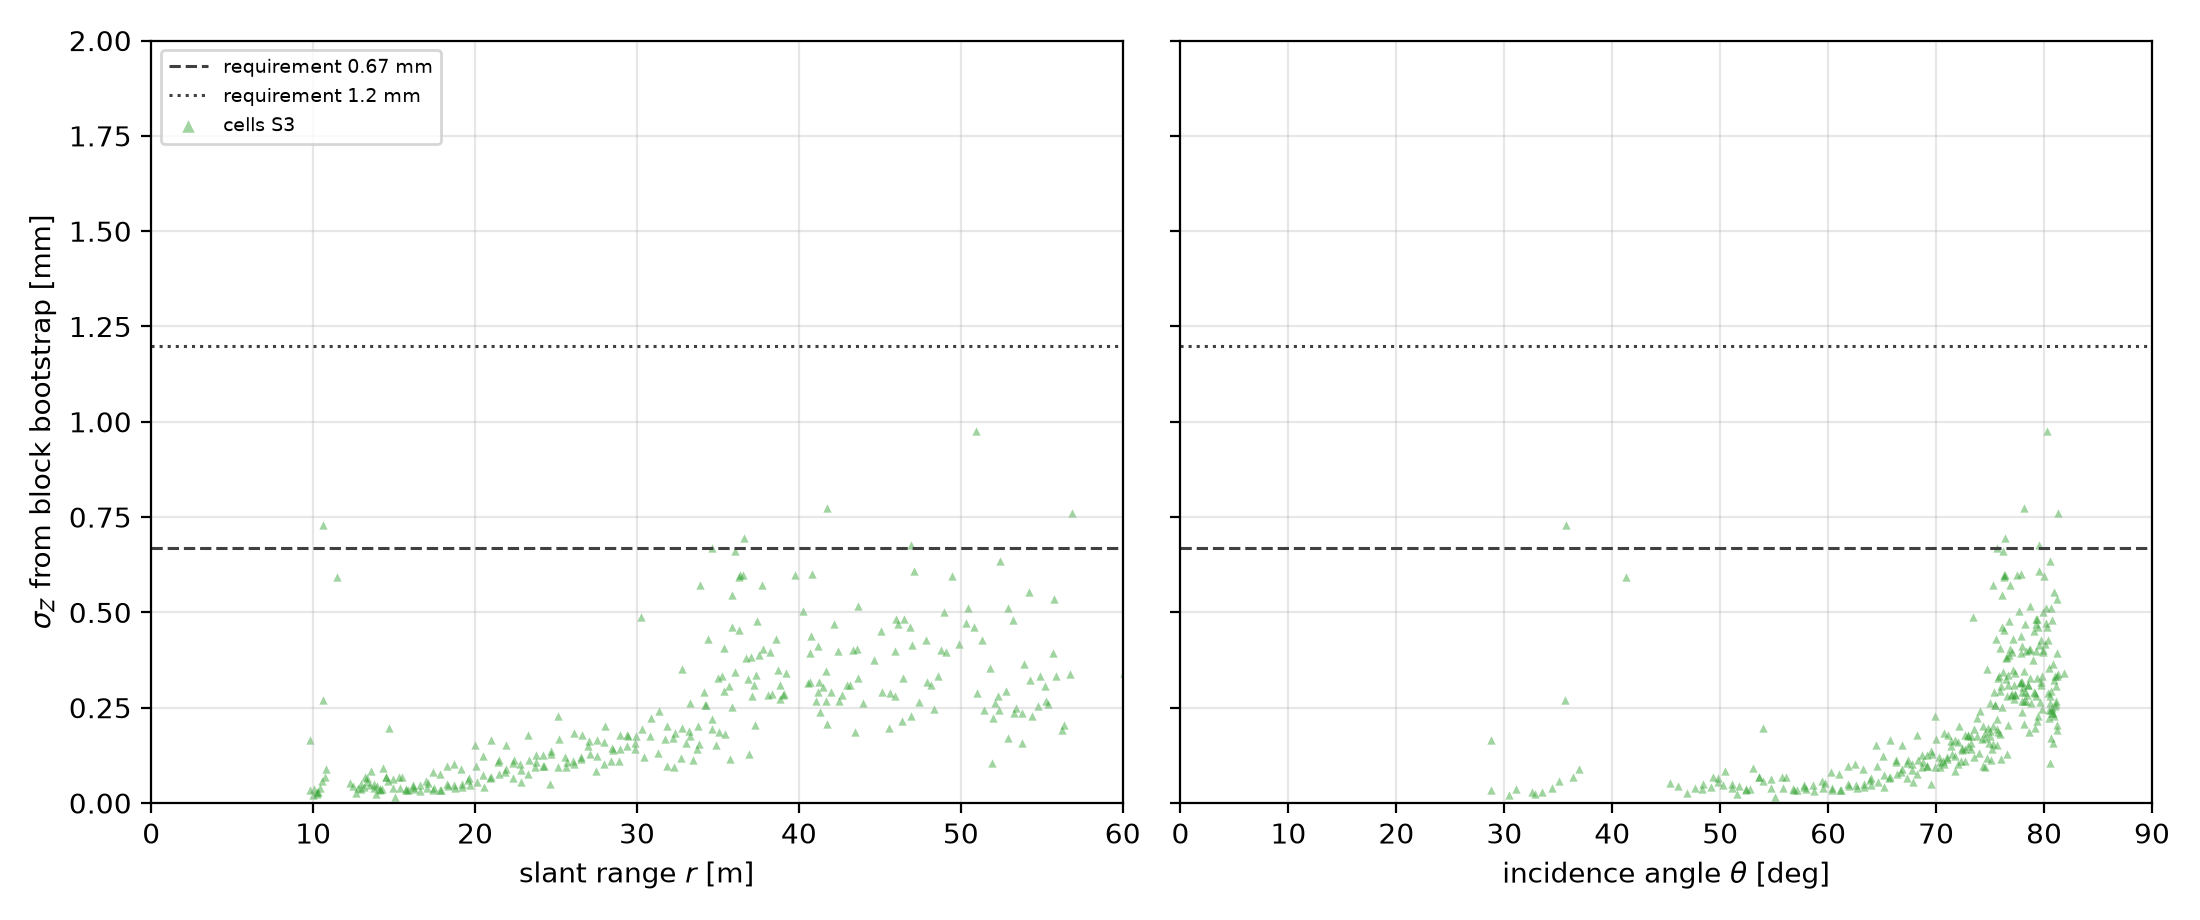 2.00
1.75
1.50
1.25
1.00
0.75
0.50
0.25
0.00
σZ from block bootstrap [mm]
requirement 0.67 mm
requirement 1.2 mm
cells S3
0 10 20 30 40 50 60
slant range r [m]
0 10 20 30 40 50 60 70 80 90
incidence angle θ [deg]